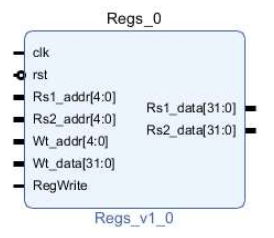 Regs_0
clk
rst
Rs1_addr[4:0]
Rs2_addr[4:0]
Wt_addr[4:0]
Wt_data[31:0]
RegWrite
Rs1_data[31:0]
Rs2_data[31:0]
Regs_v1_0